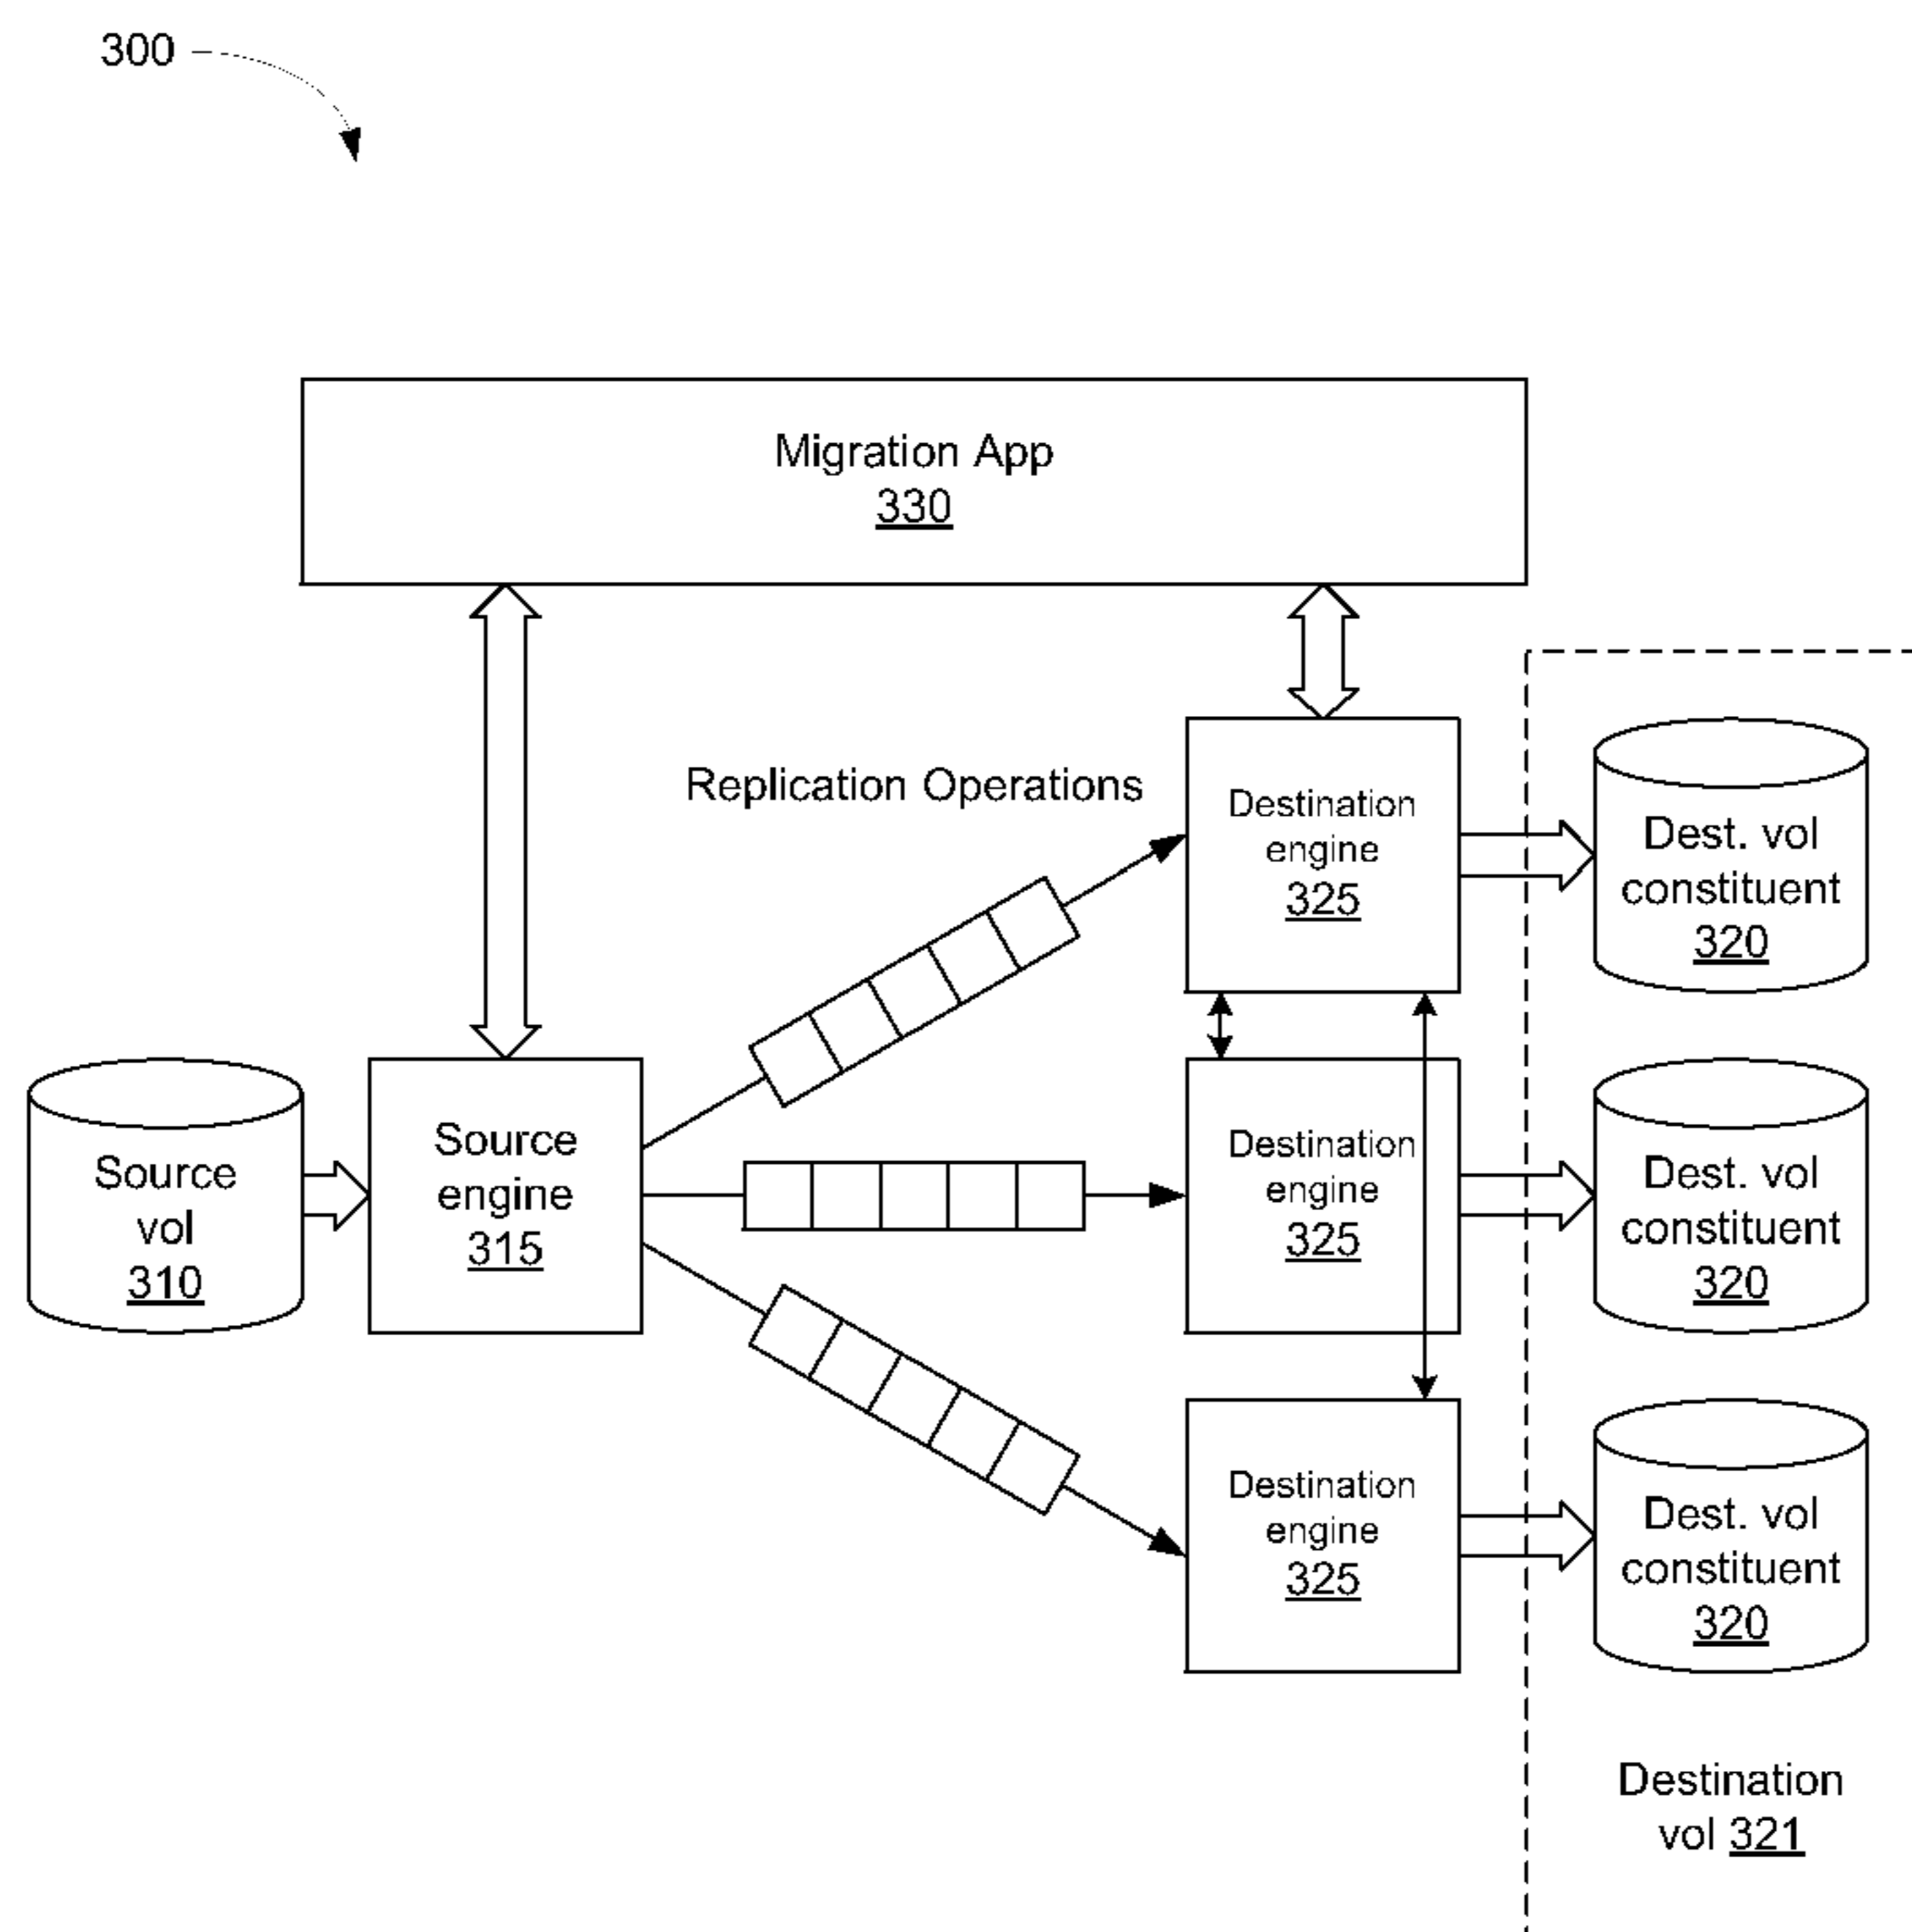 300
Migration App
330
Replication Operations
Destination
engine
325
Dest. vol
constituent
320
Source
vol
310
Source
engine
315
Destination
engine
325
Dest. vol
constituent
320
Destination
engine
325
Dest. vol
constituent
320
Destination
vol 321